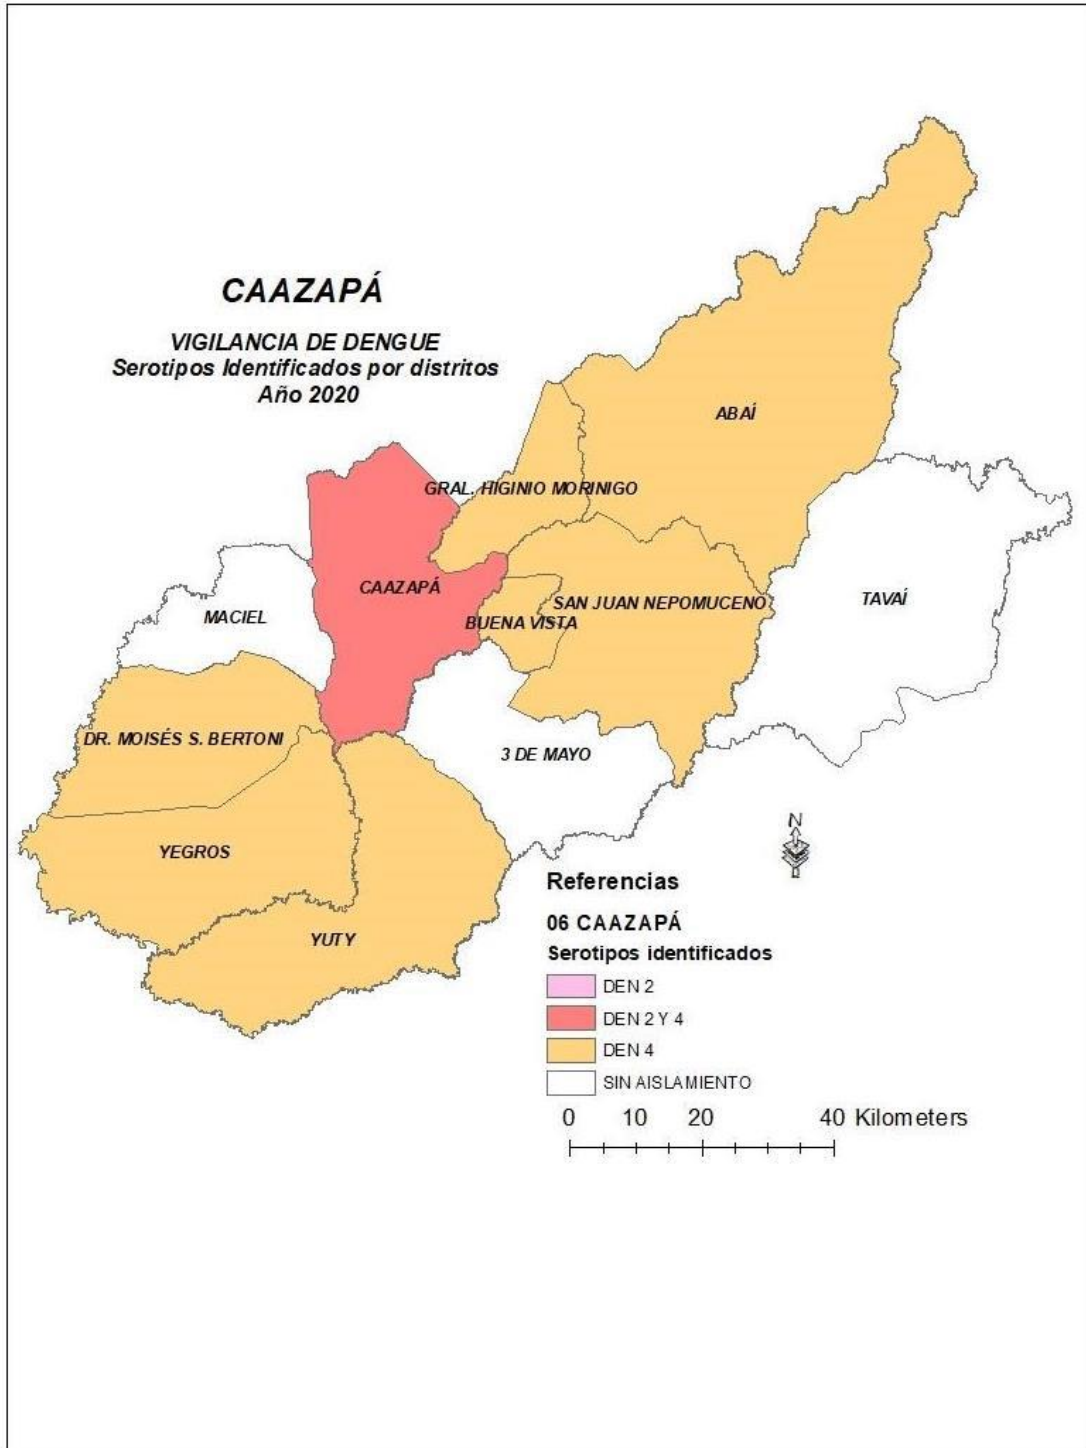 CAAZAPÁ
VIGILANCIA DE DENGUE
Serotipos Identificados por distritos
Año 2020
ABAÍ
GRAL. HIGINIO MORINIGO
CAAZAPÁ
SAN JUAN NEPOMUCENO
TAVAÍ
MACIEL
BUENA VISTA
DR. MOISÉS S. BERTONI
3 DE MAYO
YEGROS
YUTY
N
Referencias
06 CAAZAPÁ
Serotipos identificados
DEN 2
DEN 2 Y 4
DEN 4
SIN AISLAMIENTO
0 10 20 40 Kilometers